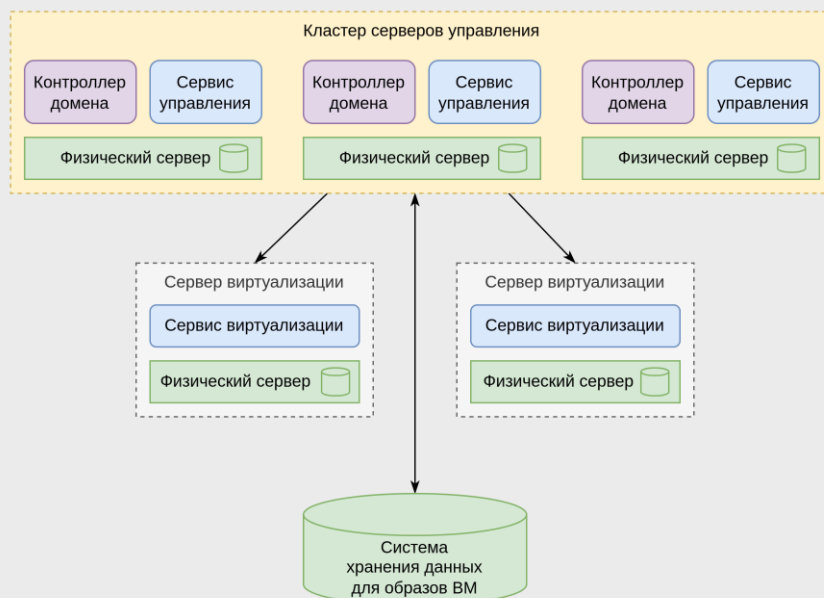 Кластер серверов управления
Контроллер
домена
Сервис
управления
Контроллер
домена
Сервис
управления
Контроллер
домена
Сервис
управления
Физический сервер
Физический сервер
Физический сервер
Сервер виртуализации
Сервер виртуализации
Сервис виртуализации
Сервис виртуализации
Физический сервер
Физический сервер
Система
хранения данных
для образов ВМ